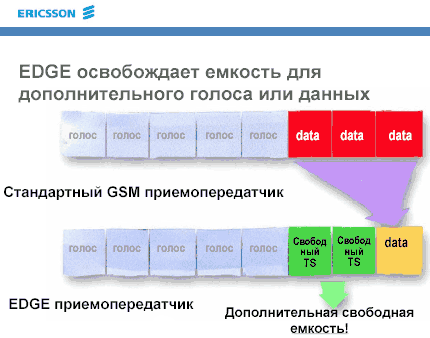 ERICSSON
EDGE освобождает емкость для
дополнительного голоса или данных
голос голос голос голос голос data data data
Стандартный GSM приемопередатчик
голос голос голос голос голос Свобод Свобод data
ный ный
TS TS
EDGE приемопередатчик
Дополнительная свободная
емкость!